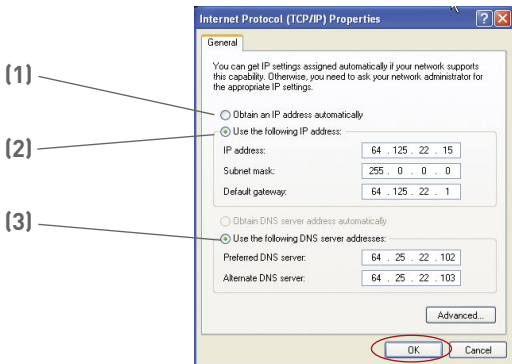 Internet Protocol (TCP/IP) Properties
General
You can get IP settings assigned automatically if your network supports
this capability. Otherwise, you need to ask your network administrator for
the appropriate IP settings.
(1)
Obtain an IP address automatically
(2)
Use the following IP address:
IP address: 64 . 125 . 22 . 15
Subnet mask: 255 . 0 . 0 . 0
Default gateway: 64 . 125 . 22 . 1
Obtain DNS server address automatically
(3)
Use the following DNS server addresses:
Preferred DNS server: 64 . 25 . 22 . 102
Alternate DNS server: 64 . 25 . 22 . 103
Advanced...
OK Cancel